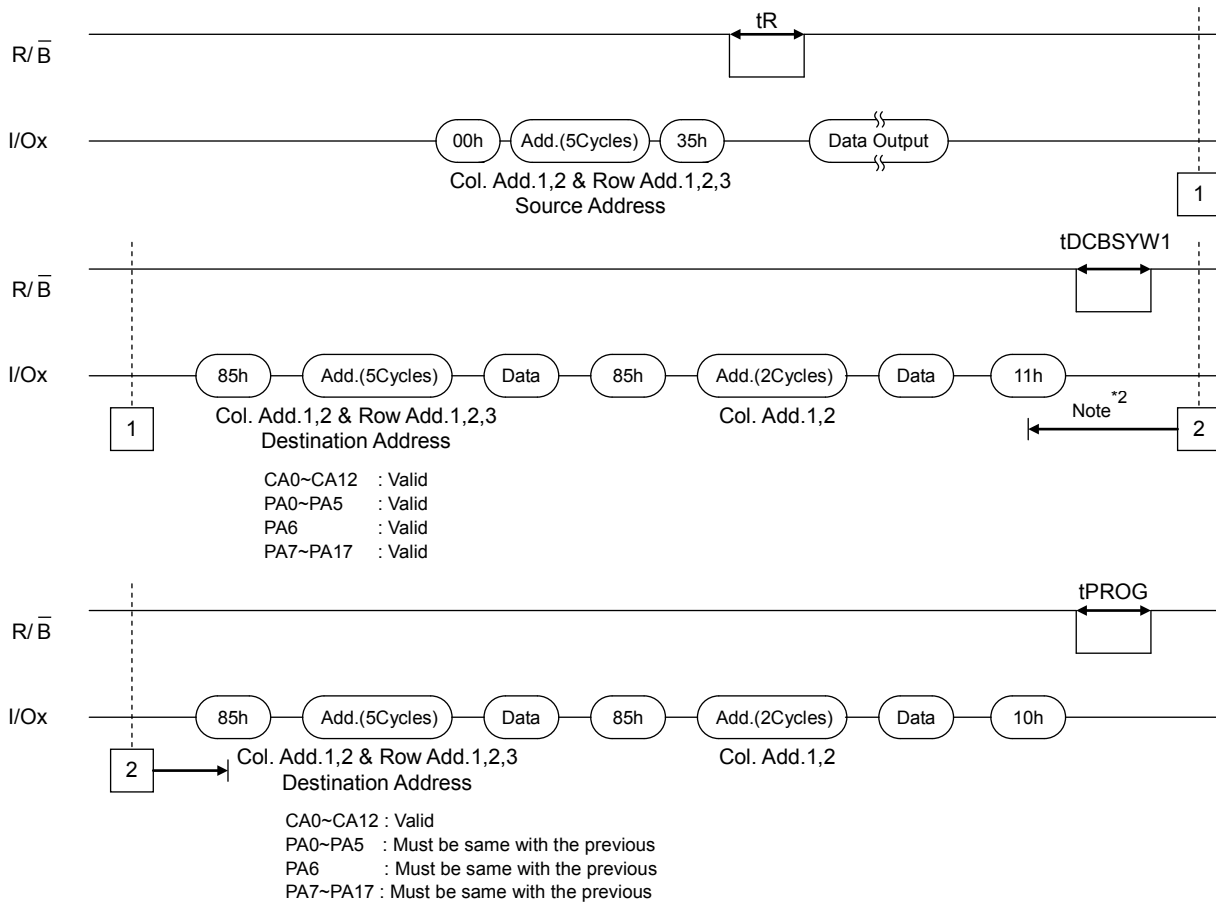 tR
R/B̅
I/Ox
00h
Add.(5Cycles)
35h
Data Output
Col. Add.1,2 & Row Add.1,2,3
Source Address
1
tDCBSYW1
R/B̅
I/Ox
85h
Add.(5Cycles)
Data
85h
Add.(2Cycles)
Data
11h
1
Col. Add.1,2 & Row Add.1,2,3
Destination Address
Col. Add.1,2
Note*2
2
CA0~CA12 : Valid
PA0~PA5 : Valid
PA6 : Valid
PA7~PA17 : Valid
tPROG
R/B̅
I/Ox
85h
Add.(5Cycles)
Data
85h
Add.(2Cycles)
Data
10h
2
Col. Add.1,2 & Row Add.1,2,3
Destination Address
Col. Add.1,2
CA0~CA12 : Valid
PA0~PA5 : Must be same with the previous
PA6 : Must be same with the previous
PA7~PA17 : Must be same with the previous